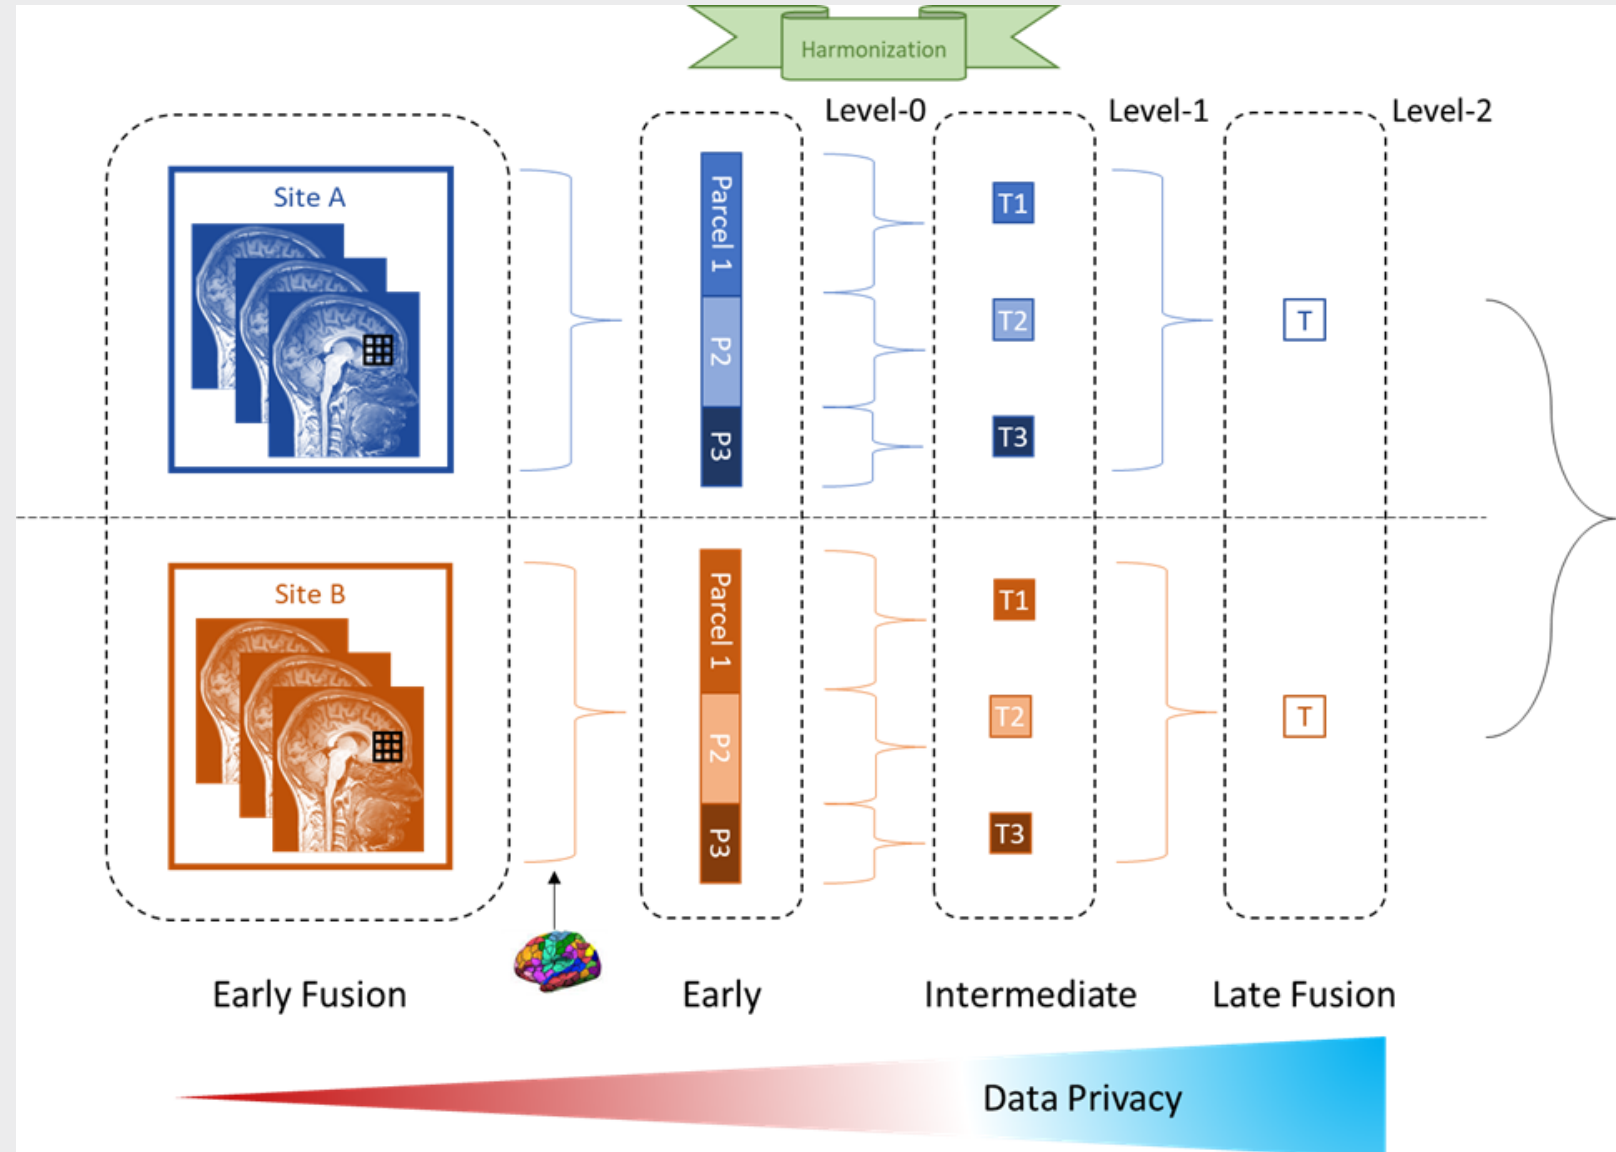 Harmonization
Level-0
Level-1
Level-2
Site A
Parcel 1
P2
P3
T1
T2
T3
T
Site B
Parcel 1
P2
P3
T1
T2
T3
T
Early Fusion
Early
Intermediate
Late Fusion
Data Privacy